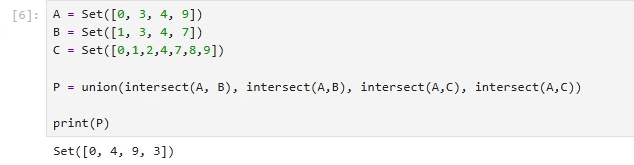 [6]:
A = Set([0, 3, 4, 9])
B = Set([1, 3, 4, 7])
C = Set([0,1,2,4,7,8,9])
P = union(intersect(A, B), intersect(A,B), intersect(A,C), intersect(A,C))
print(P)
Set([0, 4, 9, 3])